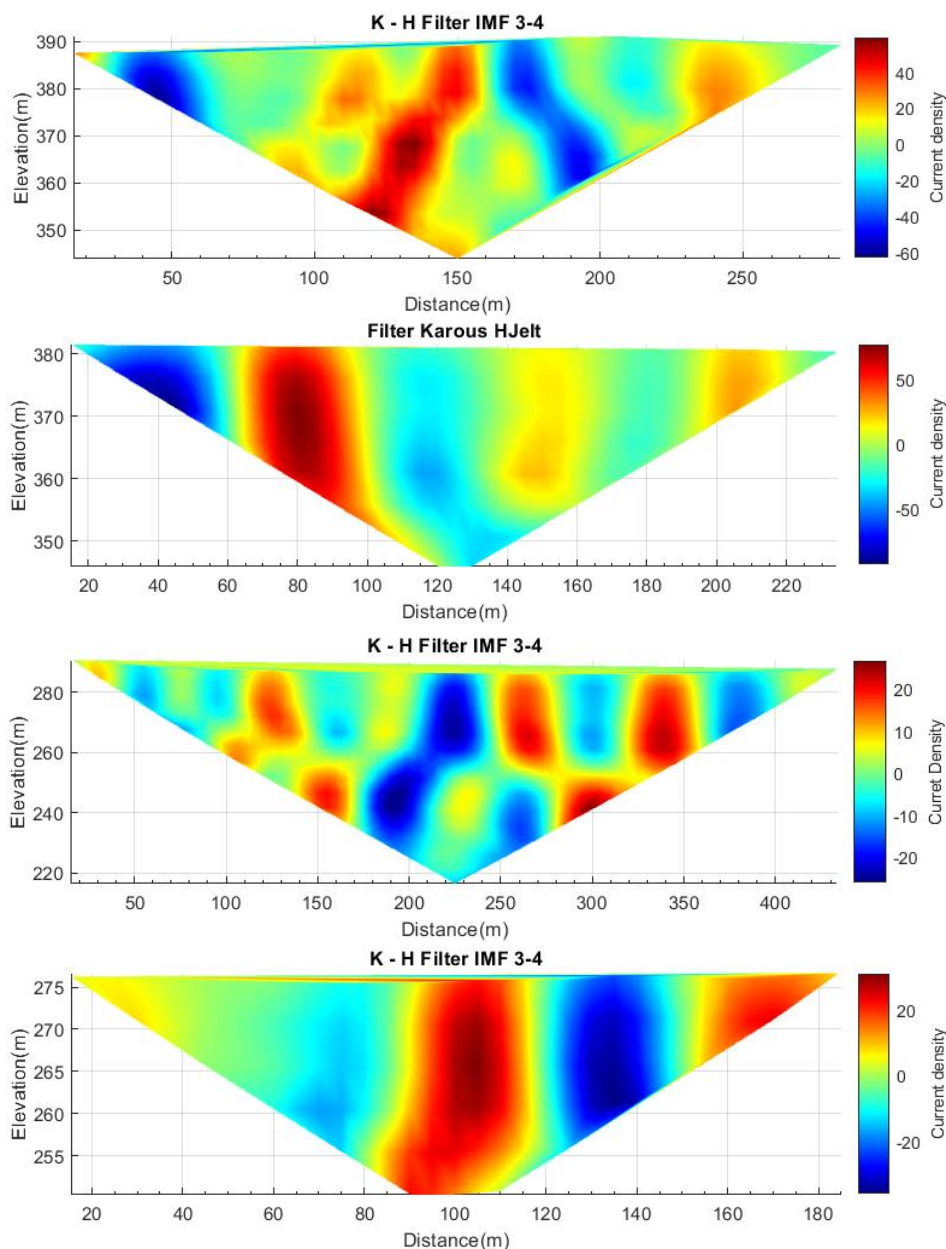 K - H Filter IMF 3-4
390
380
370
360
350
Elevation(m)
50 100 150 200 250
Distance(m)
40
20
0
-20
-40
-60
Current density
Filter Karous HJelt
380
370
360
350
Elevation(m)
20 40 60 80 100 120 140 160 180 200 220
Distance(m)
50
0
-50
Current density
K - H Filter IMF 3-4
280
260
240
220
Elevation(m)
50 100 150 200 250 300 350 400
Distance(m)
20
10
0
-10
-20
Curret Density
K - H Filter IMF 3-4
275
270
265
260
255
Elevation(m)
20 40 60 80 100 120 140 160 180
Distance(m)
20
0
-20
Current density